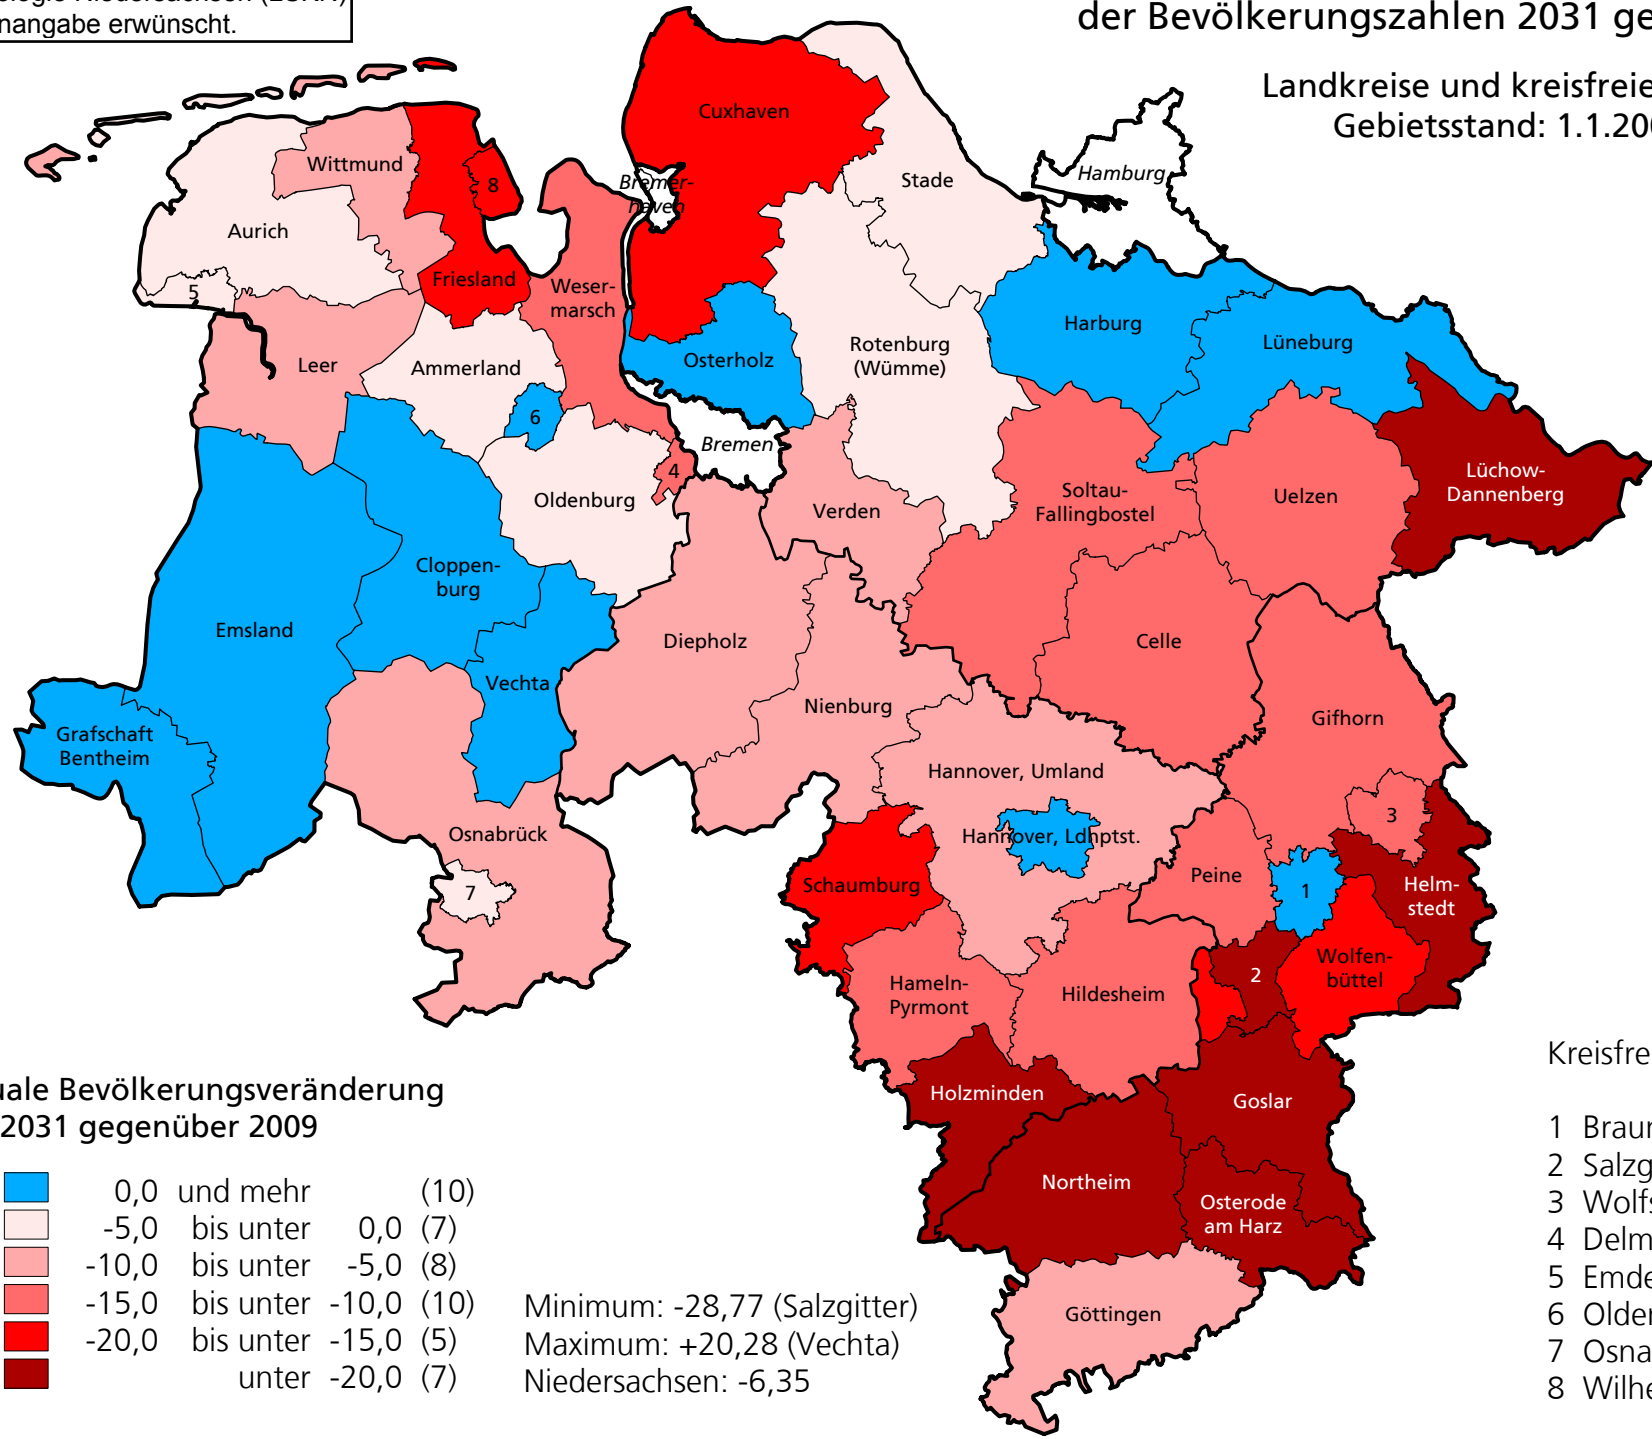 nangabe erwünscht.
der Bevölkerungszahlen 2031
Landkreise und kreisfreie
Gebietsstand: 1.1.
Cuxhaven
Wittmund
8
Bremer-
haven
Stade
Hamburg
Aurich
5
Friesland
Weser-
marsch
Harburg
Lüneburg
Leer
Ammerland
Osterholz
Rotenburg
(Wümme)
6
Bremen
4
Oldenburg
Verden
Soltau-
Fallingbostel
Uelzen
Lüchow-
Dannenberg
Cloppen-
burg
Emsland
Diepholz
Celle
Vechta
Nienburg
Gifhorn
Grafschaft
Bentheim
Hannover, Umland
Hannover, Ldhptst.
3
Osnabrück
7
Schaumburg
Peine
1
Helm-
stedt
Hameln-
Pyrmont
Hildesheim
2
Wolfen-
büttel
Holzminden
Goslar
Northeim
Osterode
am Harz
Göttingen
uale Bevölkerungsveränderung
2031 gegenüber 2009
0,0 und mehr (10)
-5,0 bis unter 0,0 (7)
-10,0 bis unter -5,0 (8)
-15,0 bis unter -10,0 (10)
-20,0 bis unter -15,0 (5)
unter -20,0 (7)
Minimum: -28,77 (Salzgitter)
Maximum: +20,28 (Vechta)
Niedersachsen: -6,35
Kreisfre
1 Braun
2 Salzg
3 Wolfs
4 Delm
5 Emde
6 Olden
7 Osna
8 Wilhe